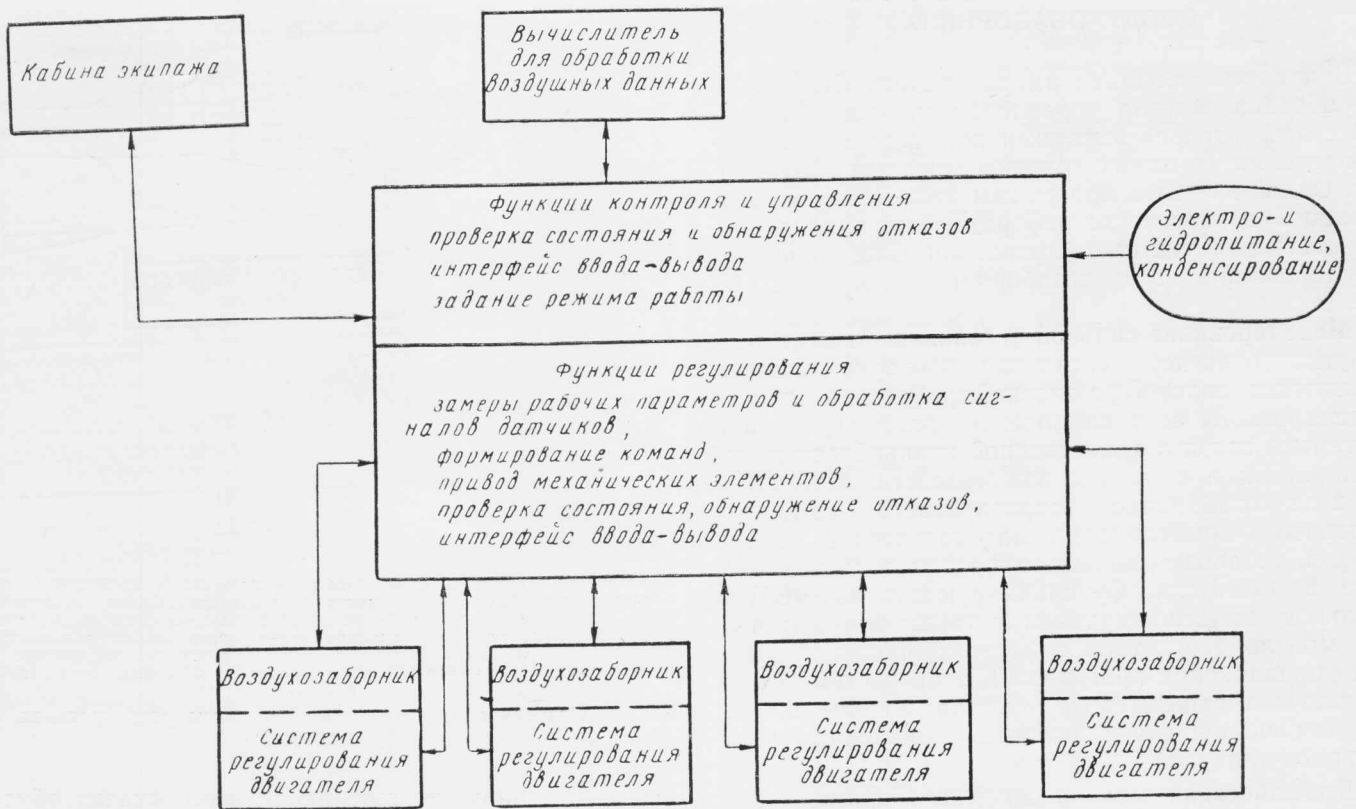 Кабина экипажа
Вычислитель
для обработки
воздушных данных
Функции контроля и управления
проверка состояния и обнаружения отказов
интерфейс ввода-вывода
задание режима работы
Электро- и
гидропитание,
конденсирование
Функции регулирования
замеры рабочих параметров и обработка сиг-
налов датчиков,
формирование команд,
привод механических элементов,
проверка состояния, обнаружение отказов,
интерфейс ввода-вывода
Воздухозаборник
Система
регулирования
двигателя
Воздухозаборник
Система
регулирования
двигателя
Воздухозаборник
Система
регулирования
двигателя
Воздухозаборник
Система
регулирования
двигателя